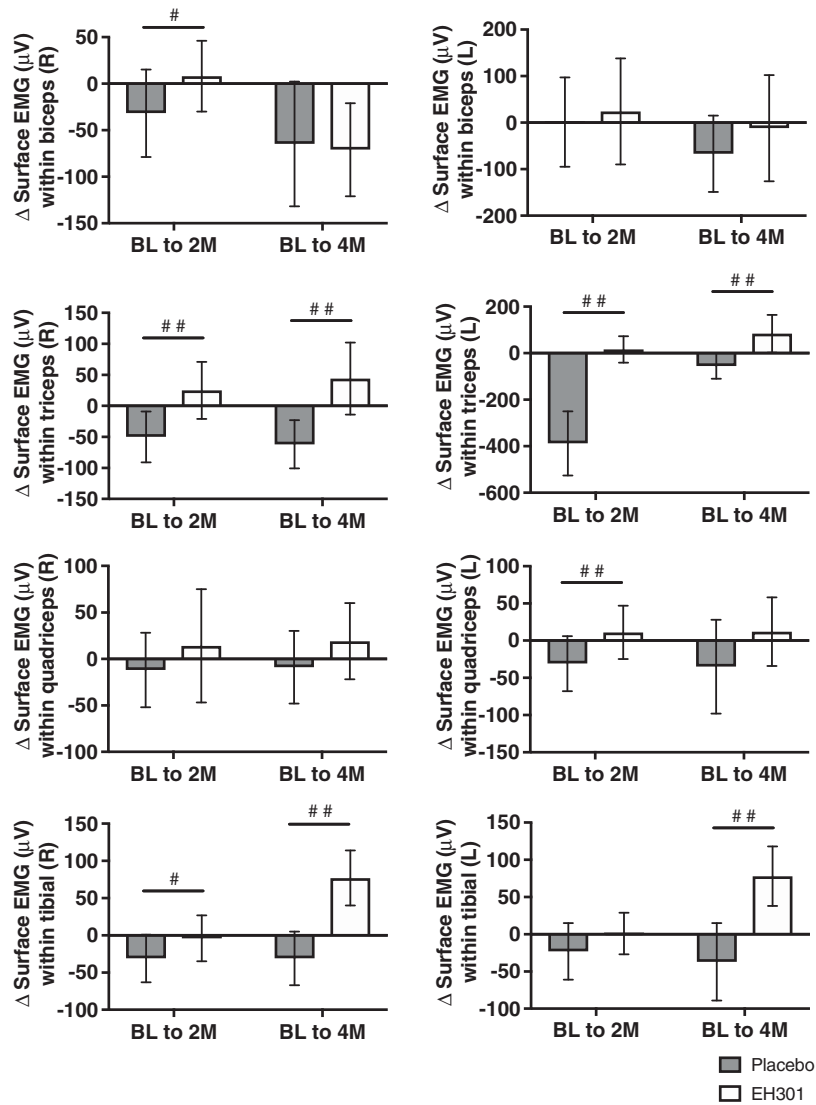 Δ Surface EMG (μV)
within biceps (R)
50
0
-50
-100
-150
#
BL to 2M
BL to 4M
Δ Surface EMG (μV)
within biceps (L)
200
100
0
-100
-200
BL to 2M
BL to 4M
Δ Surface EMG (μV)
within triceps (R)
150
100
50
0
-50
-100
-150
# #
# #
BL to 2M
BL to 4M
Δ Surface EMG (μV)
within triceps (L)
200
0
-200
-400
-600
# #
# #
BL to 2M
BL to 4M
Δ Surface EMG (μV)
within quadriceps (R)
100
50
0
-50
-100
BL to 2M
BL to 4M
Δ Surface EMG (μV)
within quadriceps (L)
100
50
0
-50
-100
-150
# #
BL to 2M
BL to 4M
Δ Surface EMG (μV)
within tibial (R)
150
100
50
0
-50
-100
#
# #
BL to 2M
BL to 4M
Δ Surface EMG (μV)
within tibial (L)
150
100
50
0
-50
-100
# #
BL to 2M
BL to 4M
Placebo
EH301